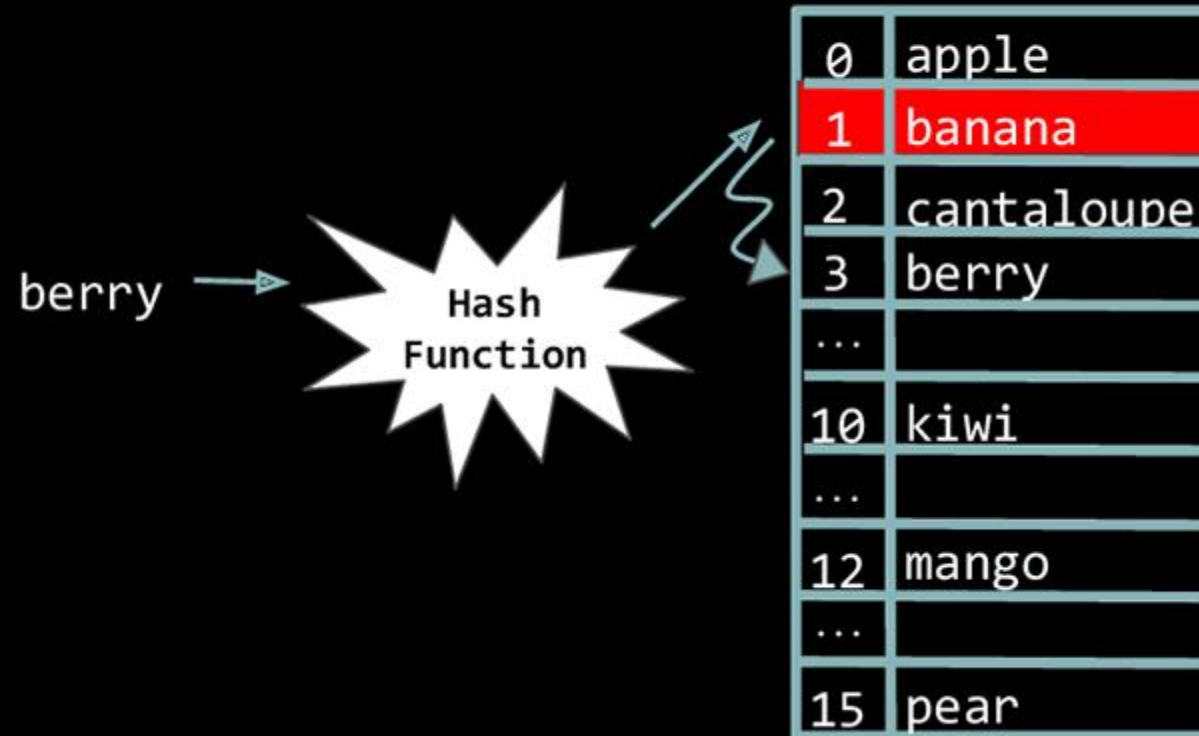 berry
Hash
Function
0 apple
1 banana
2 cantaloupe
3 berry
...
10 kiwi
...
12 mango
...
15 pear